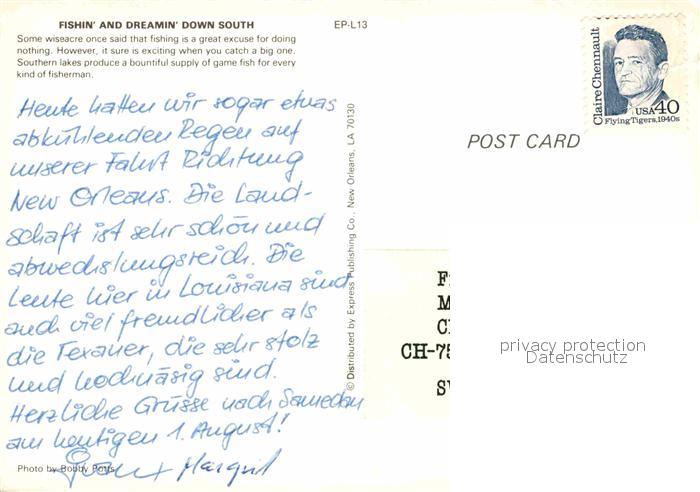 FISHIN' AND DREAMIN' DOWN SOUTH
EP-L13
Some wiseacre once said that fishing is a great excuse for doing
nothing. However, it sure is exciting when you catch a big one.
Southern lakes produce a bountiful supply of game fish for every
kind of fisherman.
Heute hatten wir sogar etwas
abkühlenden Regen auf
unserer Fahrt Richtung
New Orleans. Die Land-
schaft ist sehr schön und
abwechslungsreich. Die
Leute hier in Louisiana sind
auch viel freundlicher als
die Texaner, die sehr stolz
und hochnäsig sind.
Herzliche Grüsse nach Samedan
am heutigen 1. August!
Margrit
Photo by Bobby Potts
© Distributed by Express Publishing Co., New Orleans, LA 70130
Claire Chennault
USA 40
Flying Tigers, 1940s
POST CARD
F
M
C
CH-75
SV
privacy protection
Datenschutz